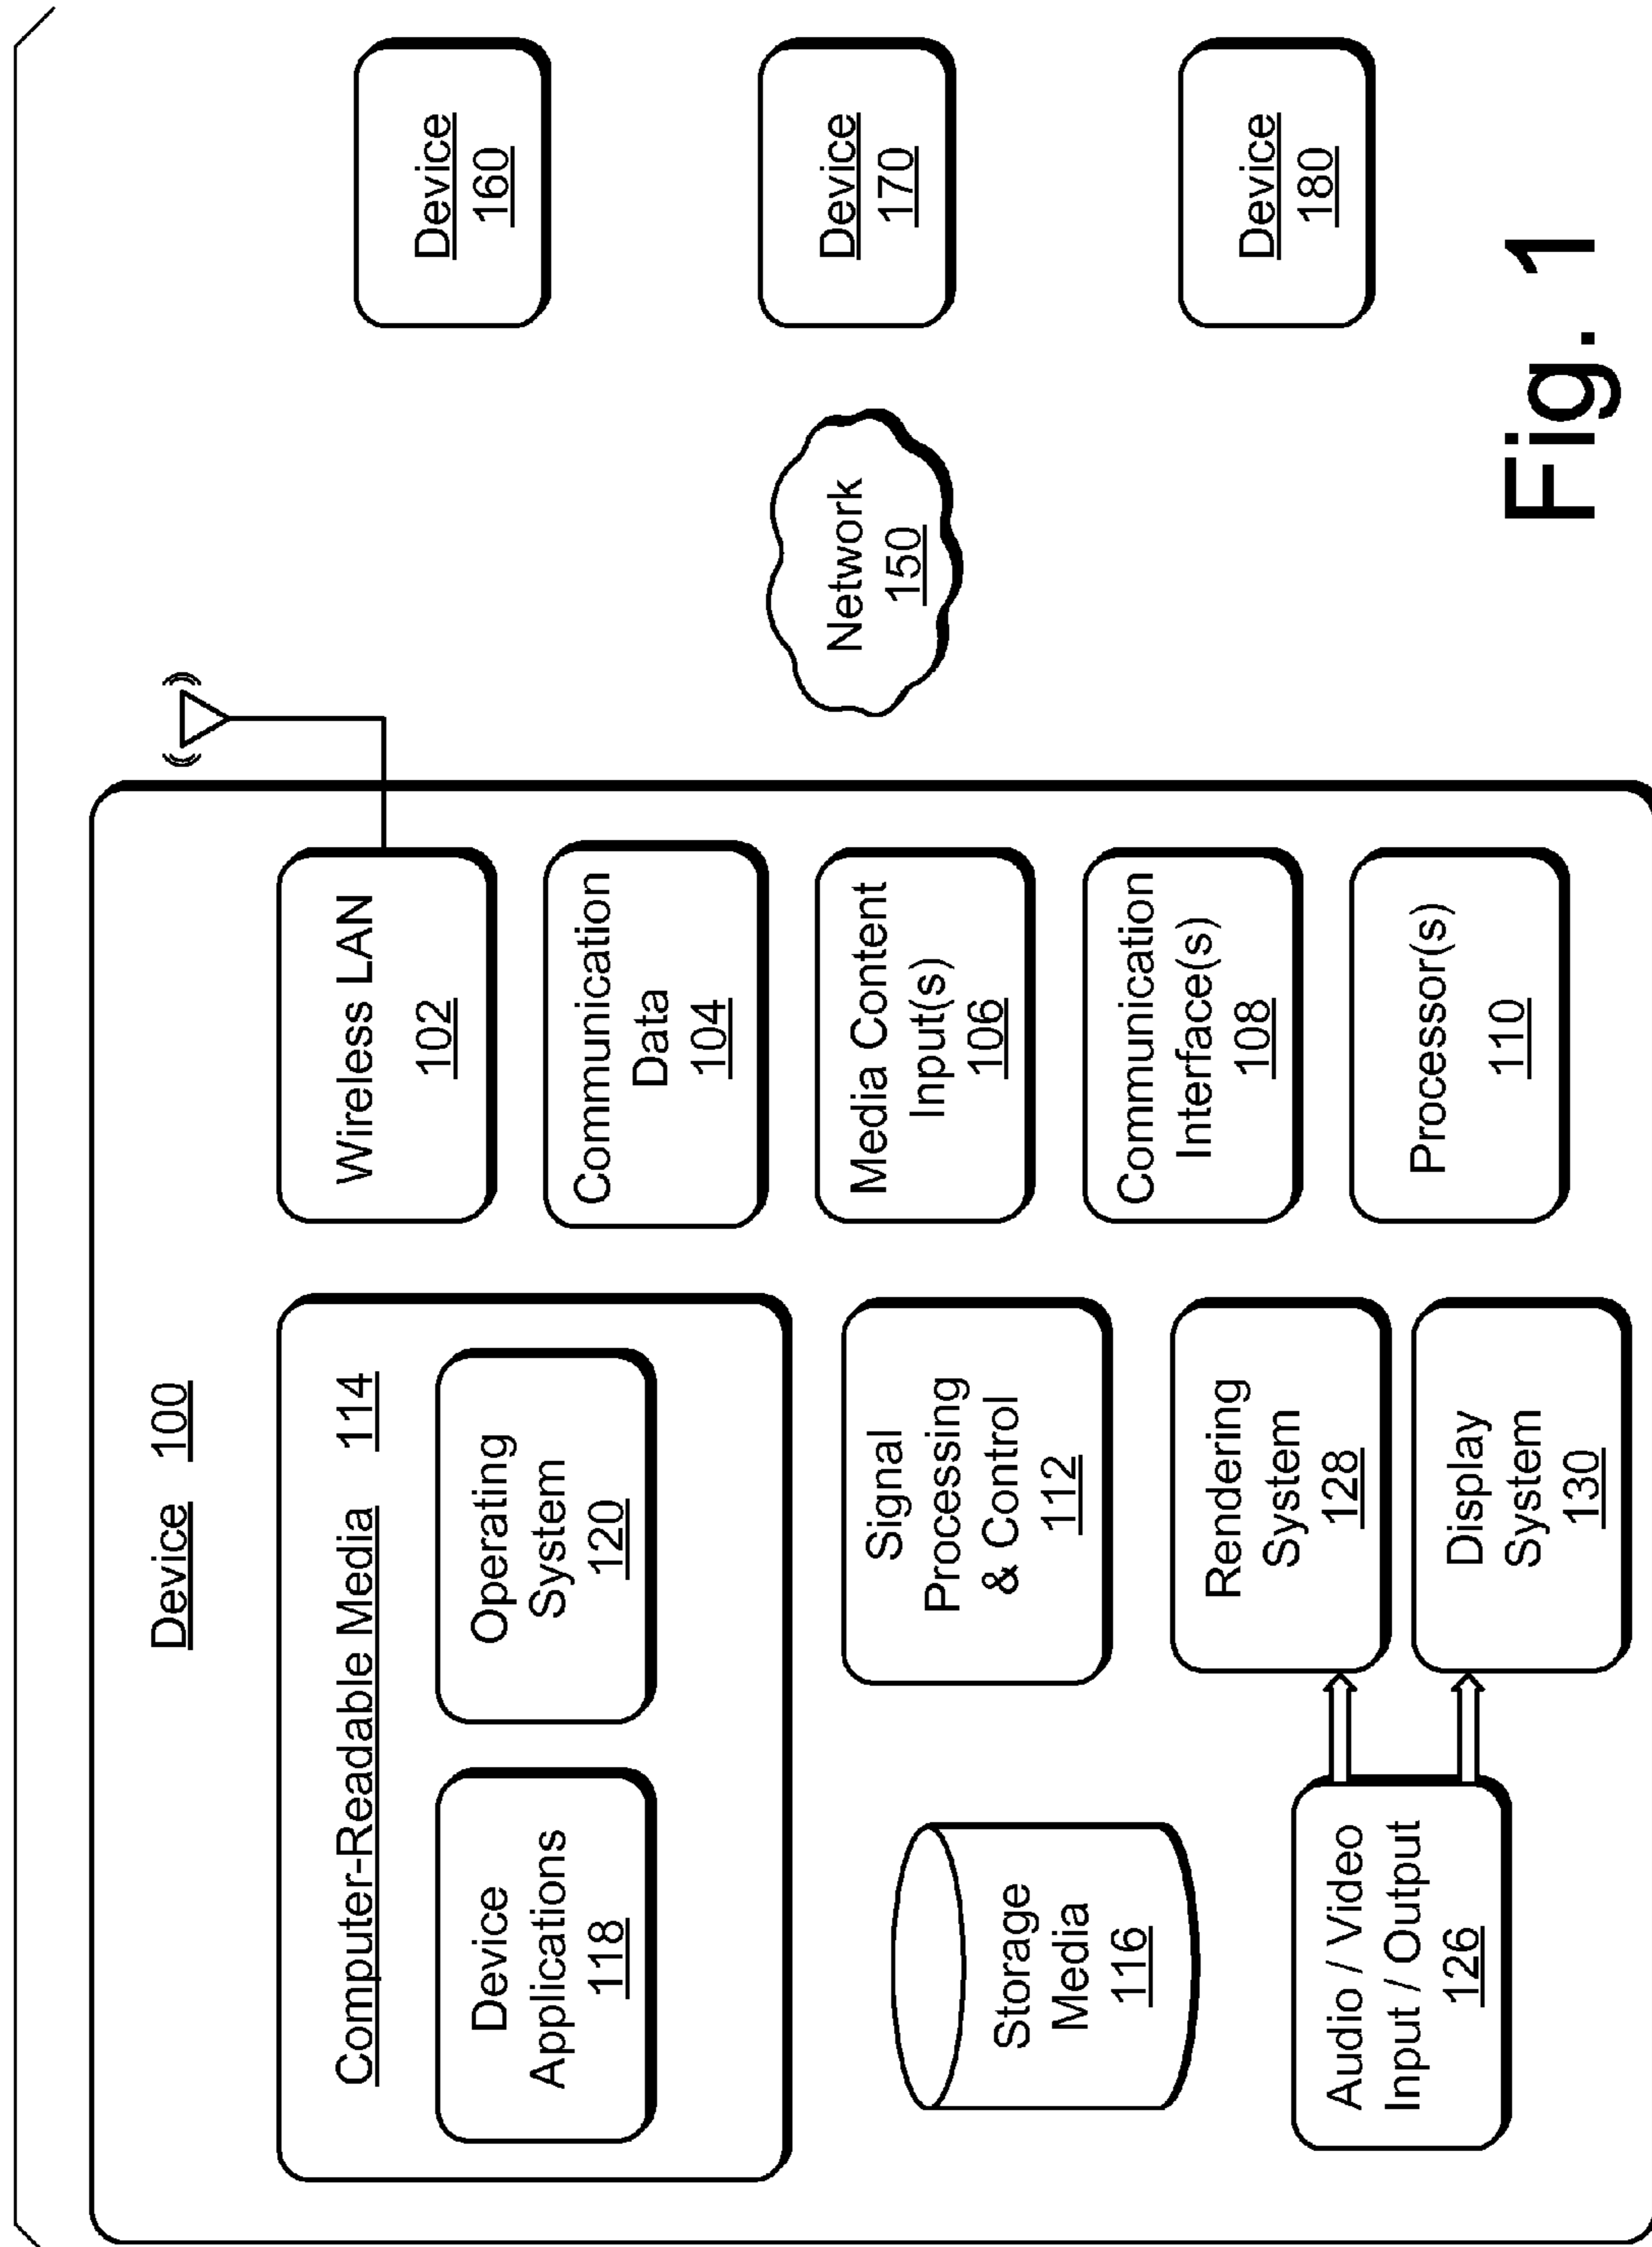 Device 100
Computer-Readable Media 114
Device
Applications
118
Operating
System
120
Storage
Media
116
Signal
Processing
& Control
112
Audio / Video
Input / Output
126
Rendering
System
128
Display
System
130
Wireless LAN
102
Communication
Data
104
Media Content
Input(s)
106
Communication
Interface(s)
108
Processor(s)
110
Network
150
Device
160
Device
170
Device
180
Fig. 1